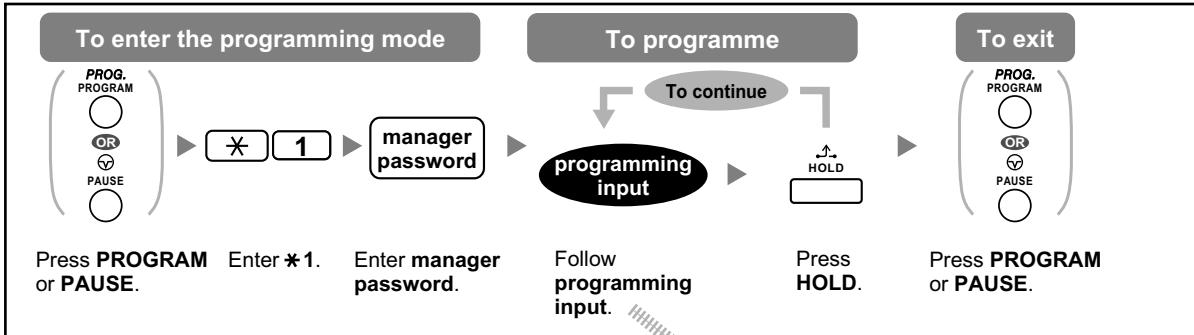 To enter the programming mode
To programme
To exit
PROG.
PROGRAM
OR
PAUSE
* 1
manager
password
To continue
programming
input
HOLD
PROG.
PROGRAM
OR
PAUSE
Press PROGRAM
or PAUSE.
Enter *1.
Enter manager
password.
Follow
programming
input.
Press
HOLD.
Press PROGRAM
or PAUSE.